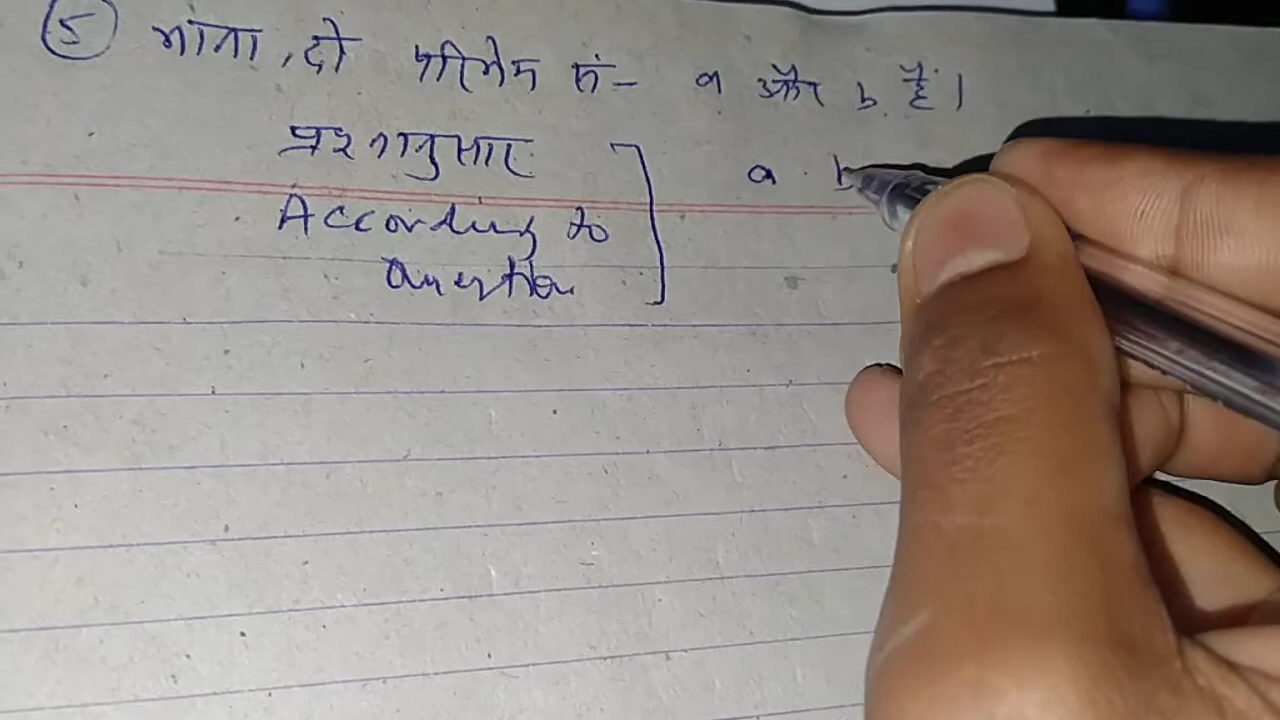 ⑤ माना, दो परिमेय सं- a और b हैं।
प्रश्नानुसार
a . b
According to
Question